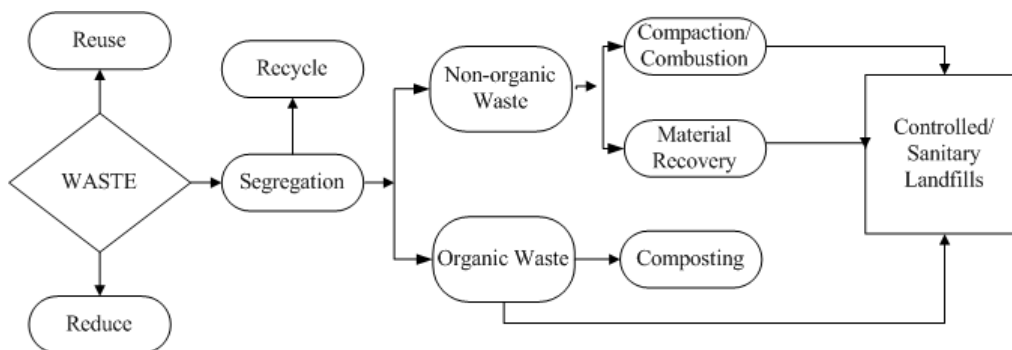 Reuse
Recycle
WASTE
Segregation
Reduce
Non-organic
Waste
Organic Waste
Compaction/
Combustion
Material
Recovery
Composting
Controlled/
Sanitary
Landfills